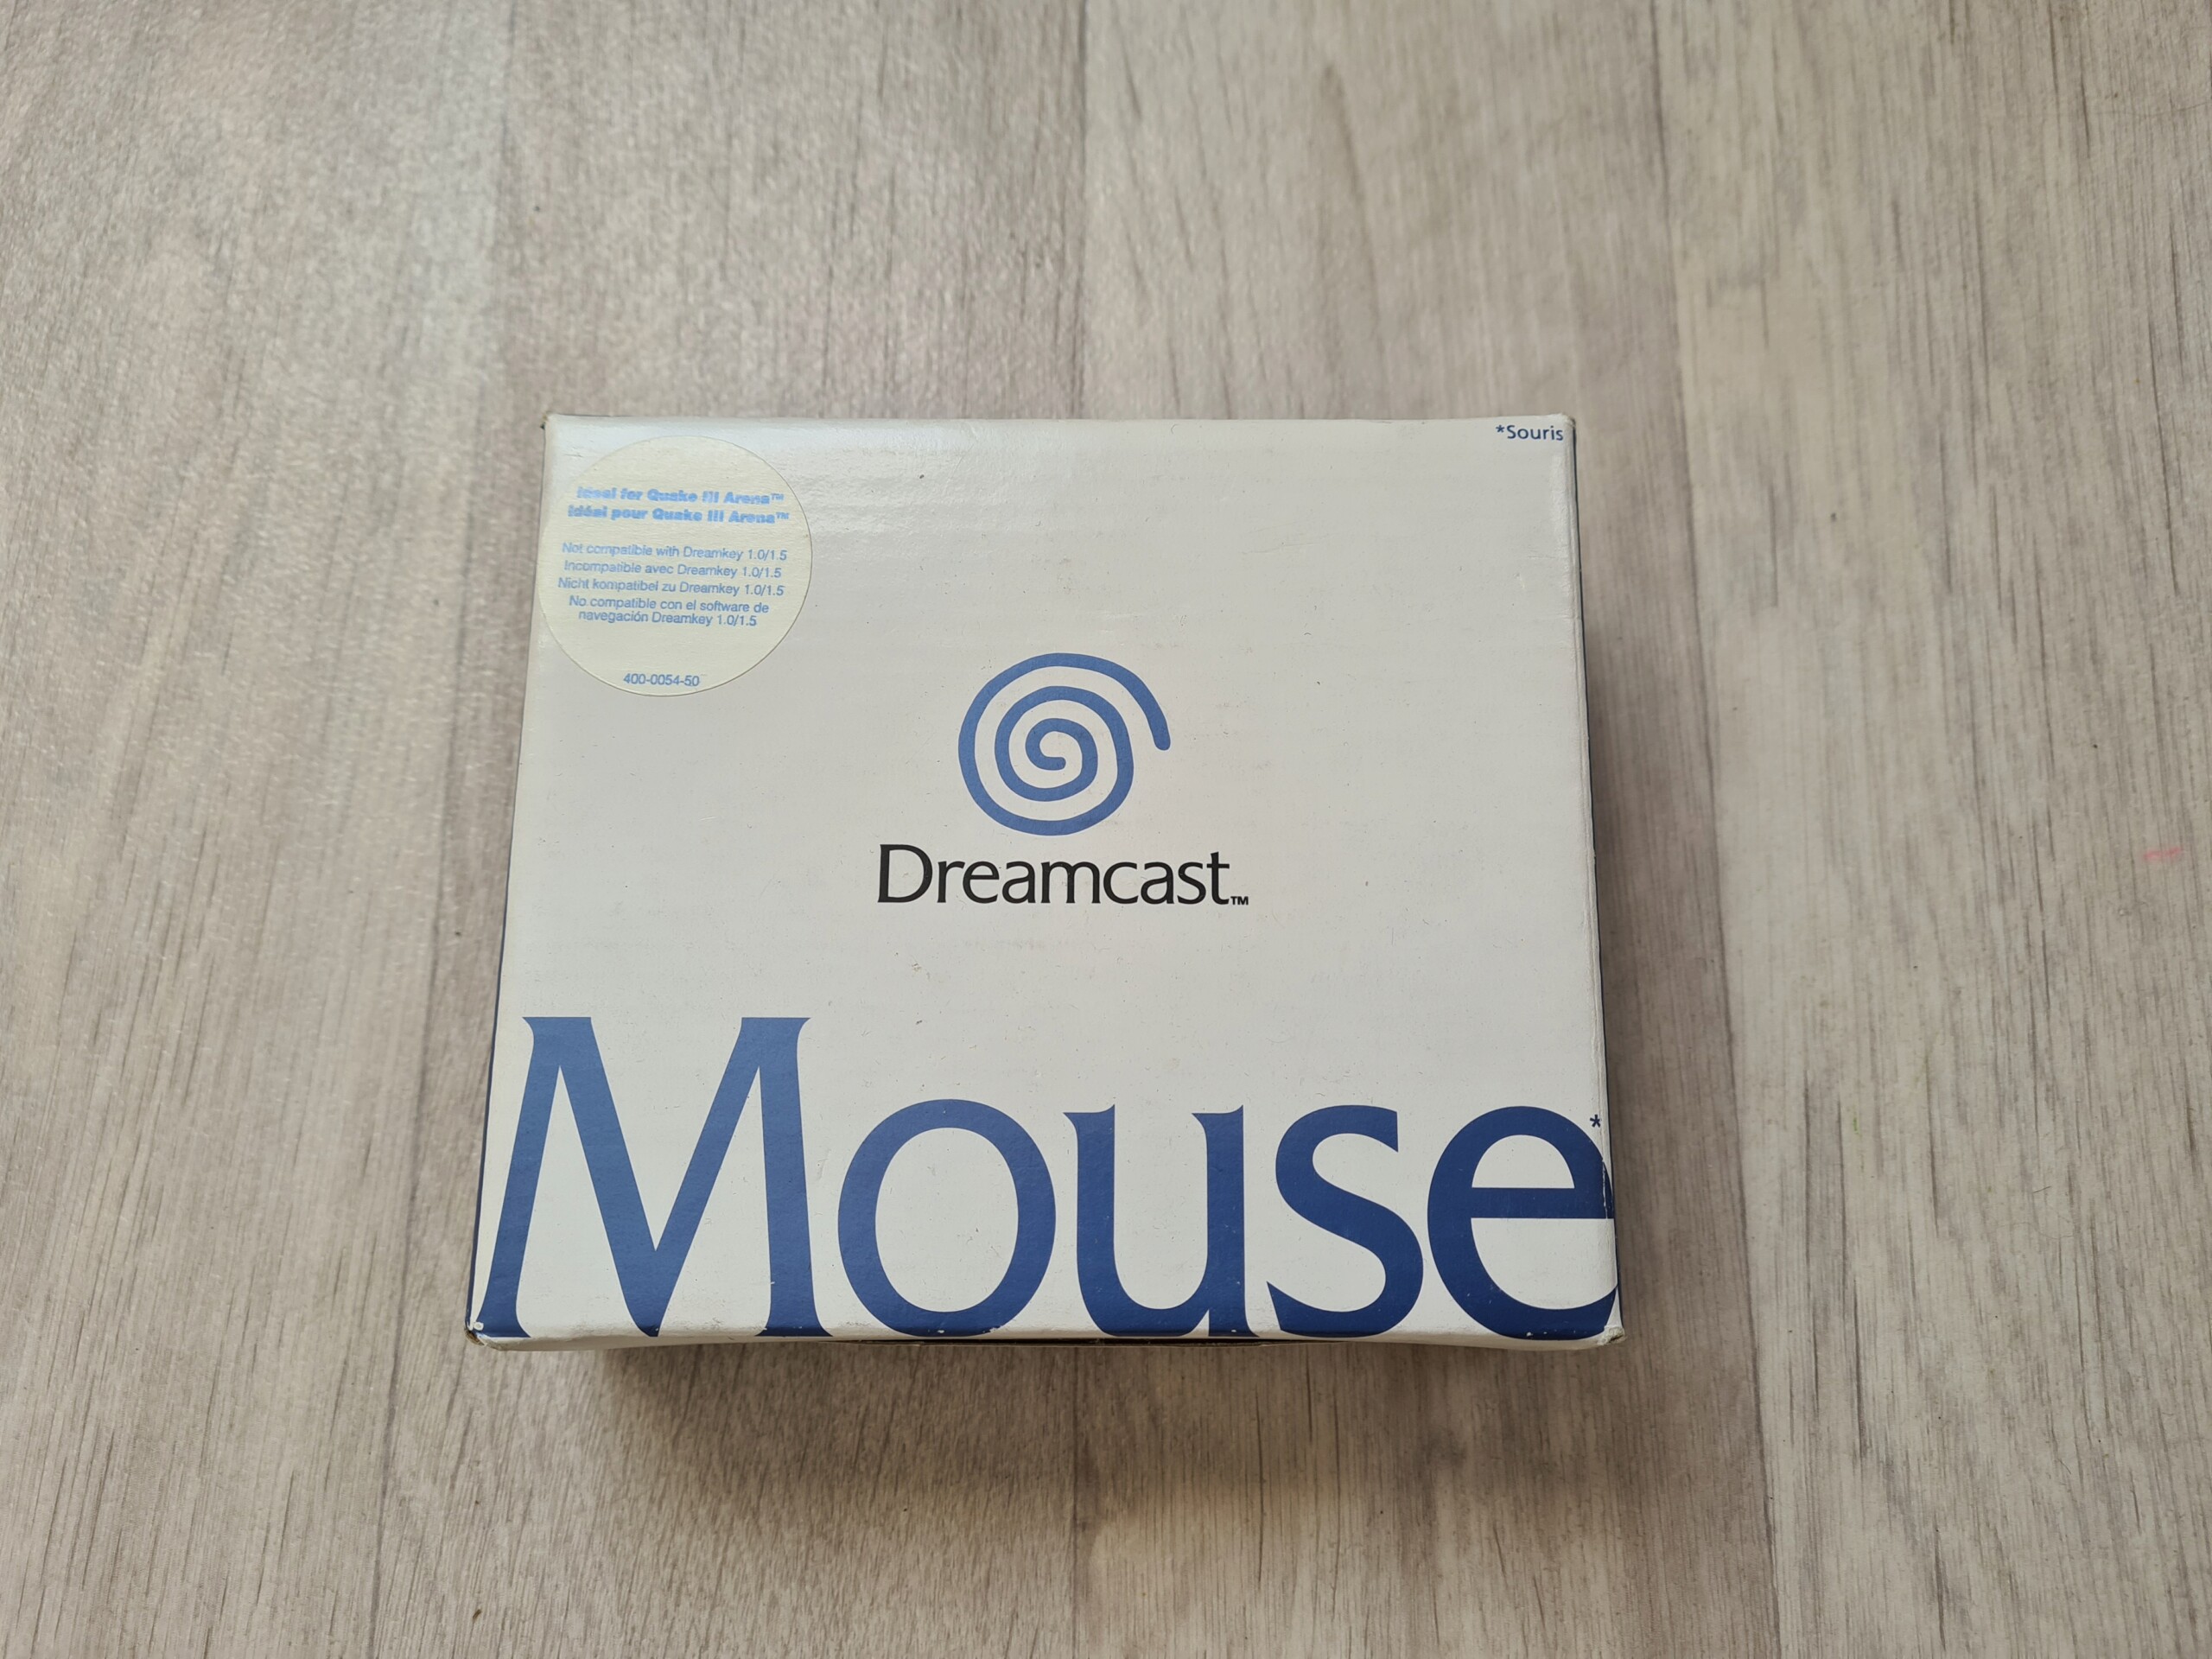 *Souris
Ideal for Quake III Arena™
Idéal pour Quake III Arena™
Not compatible with Dreamkey 1.0/1.5
Incompatible avec Dreamkey 1.0/1.5
Nicht kompatibel zu Dreamkey 1.0/1.5
No compatible con el software de
navegación Dreamkey 1.0/1.5
400-0054-50
Dreamcast™
Mouse*